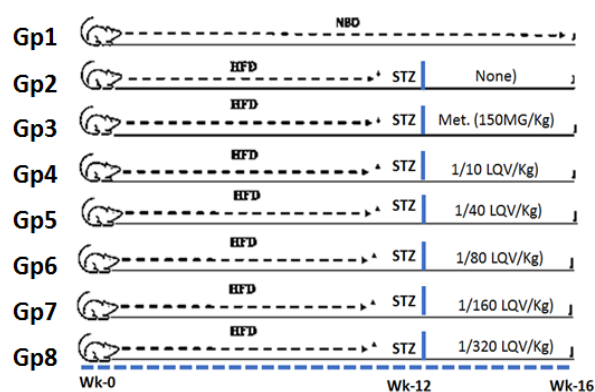 NBD
Gp1
HFD
Gp2 STZ None)
HFD
Gp3 STZ Met. (150MG/Kg)
HFD
Gp4 STZ 1/10 LQV/Kg)
HFD
Gp5 STZ 1/40 LQV/Kg)
HFD
Gp6 STZ 1/80 LQV/Kg)
HFD
Gp7 STZ 1/160 LQV/Kg)
HFD
Gp8 STZ 1/320 LQV/Kg)
Wk-0 Wk-12 Wk-16